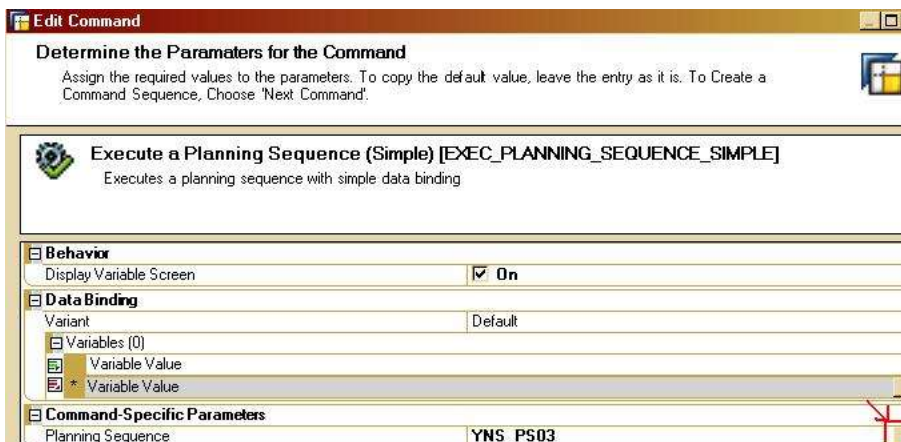 Edit Command
Determine the Paramaters for the Command
Assign the required values to the parameters. To copy the default value, leave the entry as it is. To Create a
Command Sequence, Choose 'Next Command'.
Execute a Planning Sequence (Simple) [EXEC_PLANNING_SEQUENCE_SIMPLE]
Executes a planning sequence with simple data binding
Behavior
Display Variable Screen On
Data Binding
Variant Default
Variables (0)
Variable Value
* Variable Value
Command-Specific Parameters
Planning Sequence YNS_PS03